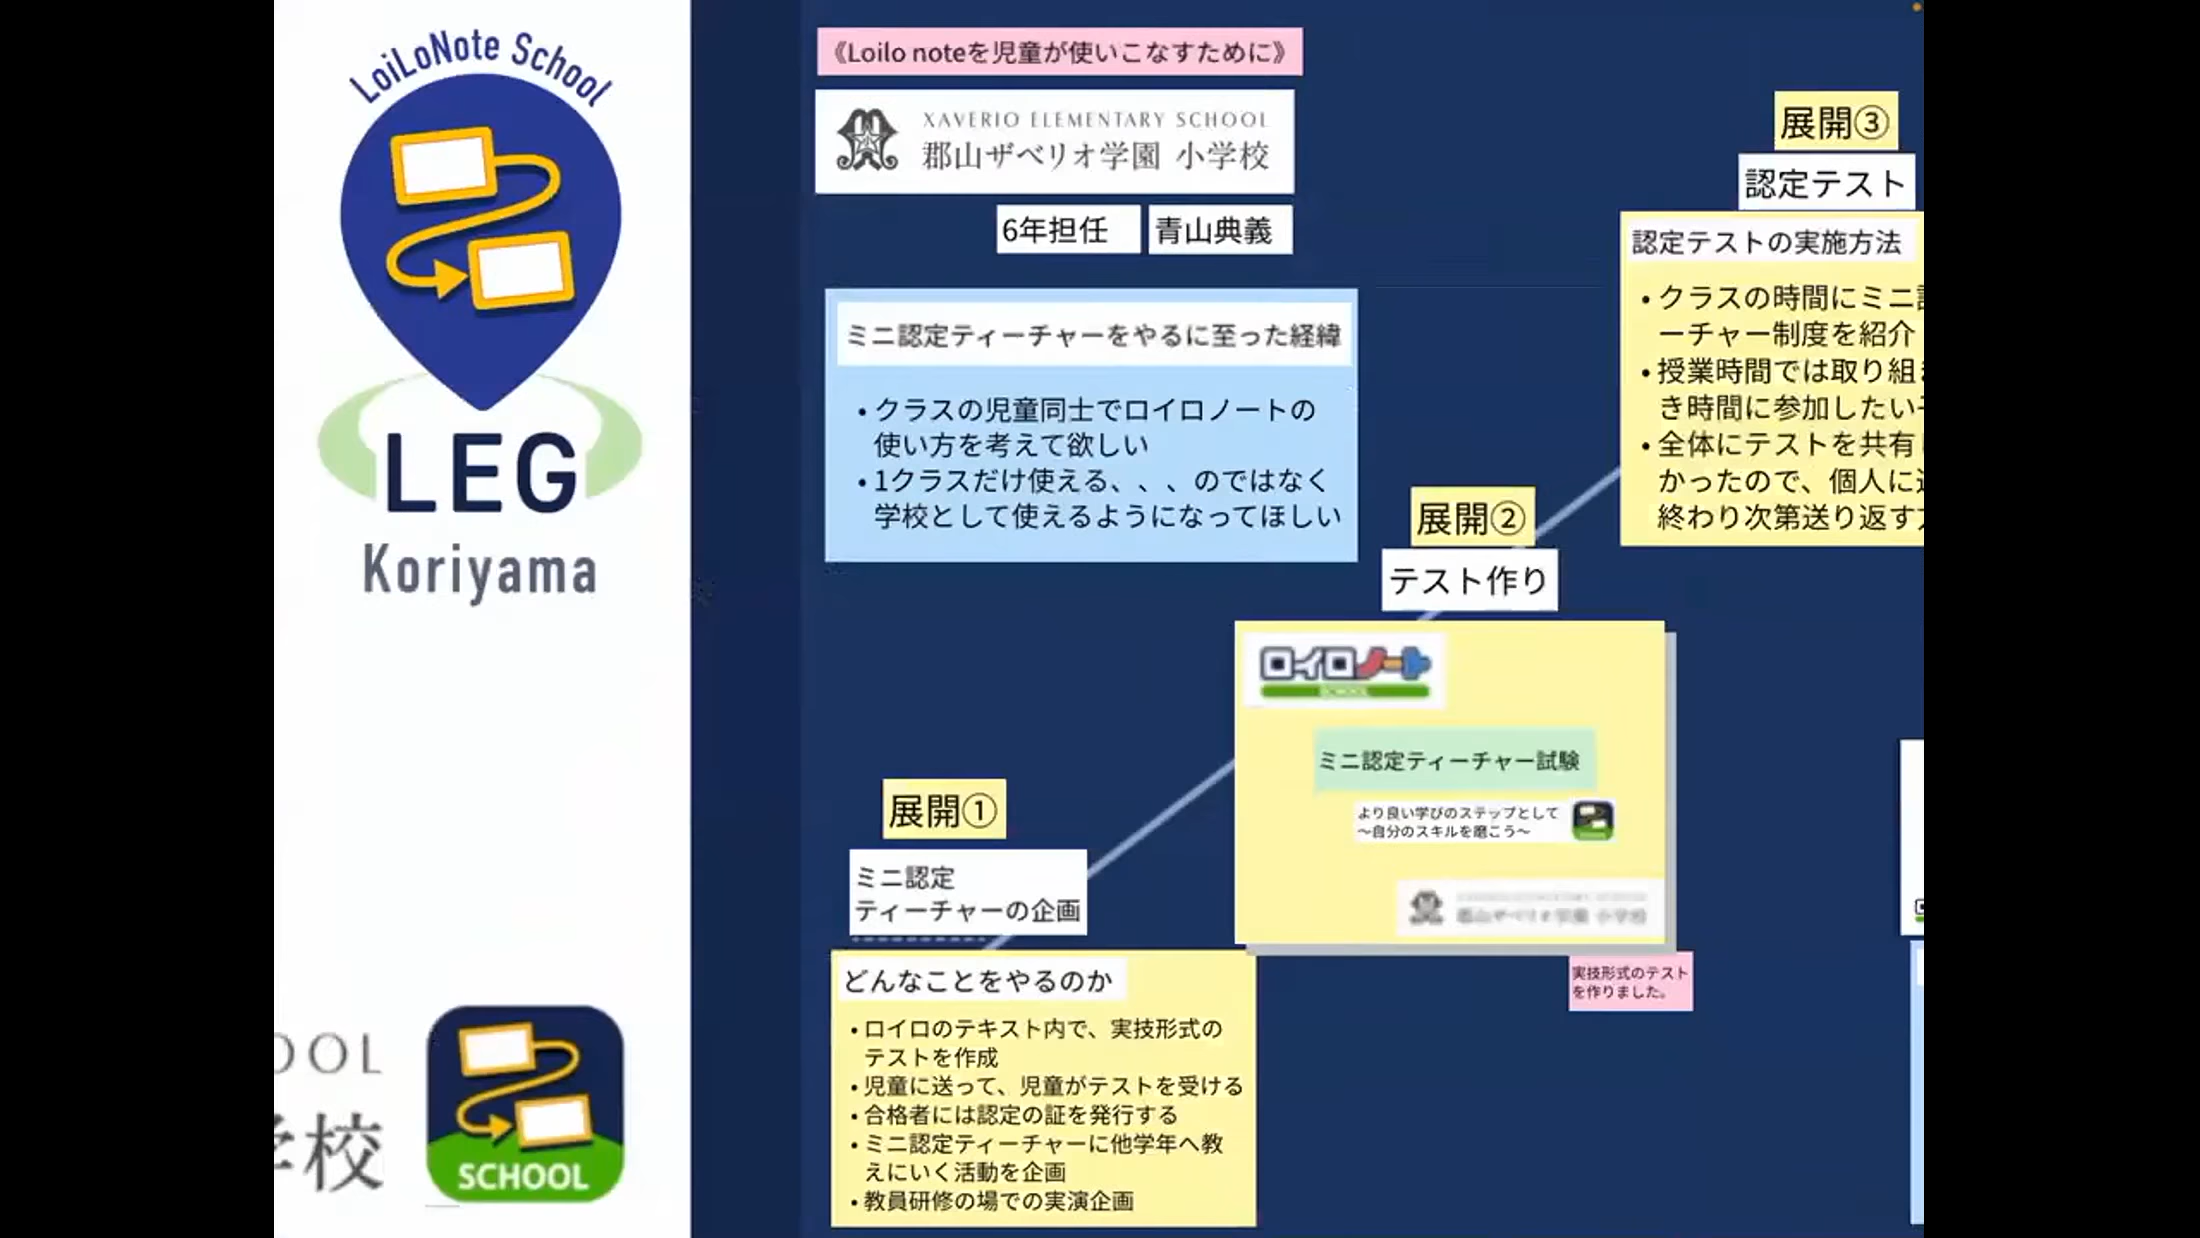 LoiLoNote School
LEG
Koriyama
OOL
校
SCHOOL
《Loilo noteを児童が使いこなすために》
XAVERIO ELEMENTARY SCHOOL
郡山ザベリオ学園 小学校
6年担任
青山典義
ミニ認定ティーチャーをやるに至った経緯
•クラスの児童同士でロイロノートの
使い方を考えて欲しい
•1クラスだけ使える、、、のではなく
学校として使えるようになってほしい
展開①
ミニ認定
ティーチャーの企画
どんなことをやるのか
•ロイロのテキスト内で、実技形式の
テストを作成
•児童に送って、児童がテストを受ける
•合格者には認定の証を発行する
•ミニ認定ティーチャーに他学年へ教
えにいく活動を企画
•教員研修の場での実演企画
展開②
テスト作り
ロイロノート
SCHOOL
ミニ認定ティーチャー試験
より良い学びのステップとして
〜自分のスキルを磨こう〜
郡山ザベリオ学園 小学校
実技形式のテスト
を作りました。
展開③
認定テスト
認定テストの実施方法
•クラスの時間にミニ
ーチャー制度を紹介
•授業時間では取り組
き時間に参加したい
•全体にテストを共有
かったので、個人に
終わり次第送り返す